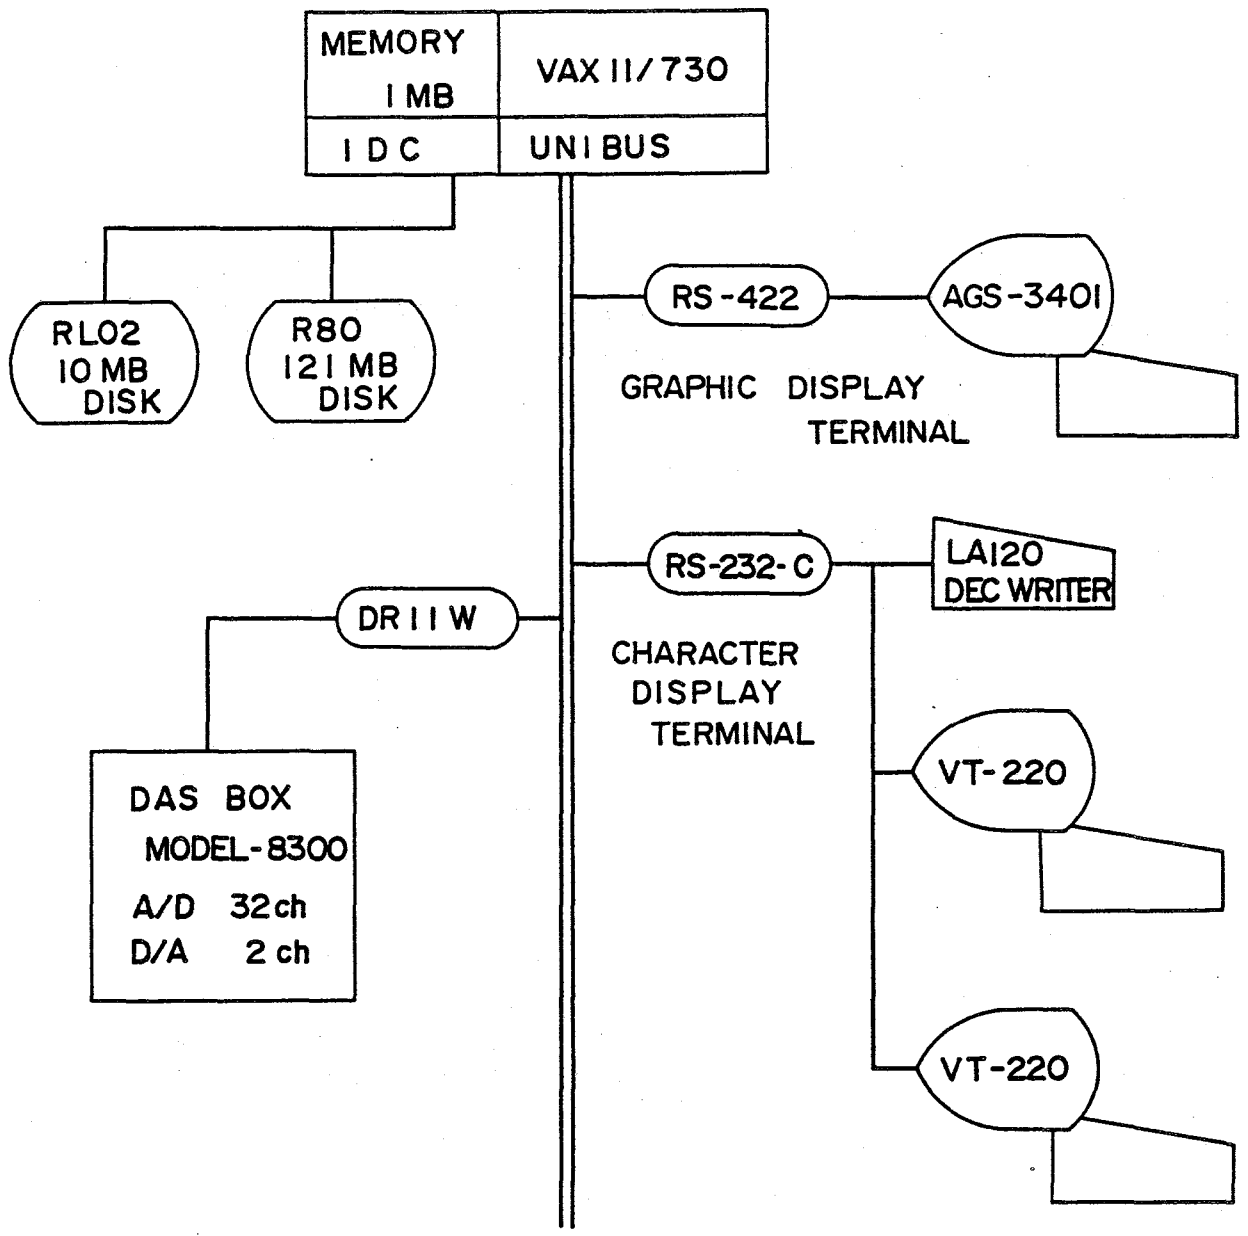 MEMORY
1 MB
VAX 11/730
IDC
UNIBUS
RL02
10 MB
DISK
R80
121 MB
DISK
RS-422
AGS-3401
GRAPHIC DISPLAY
TERMINAL
RS-232-C
LA120
DEC WRITER
DR11W
CHARACTER
DISPLAY
TERMINAL
VT-220
DAS BOX
MODEL-8300
A/D 32ch
D/A 2ch
VT-220